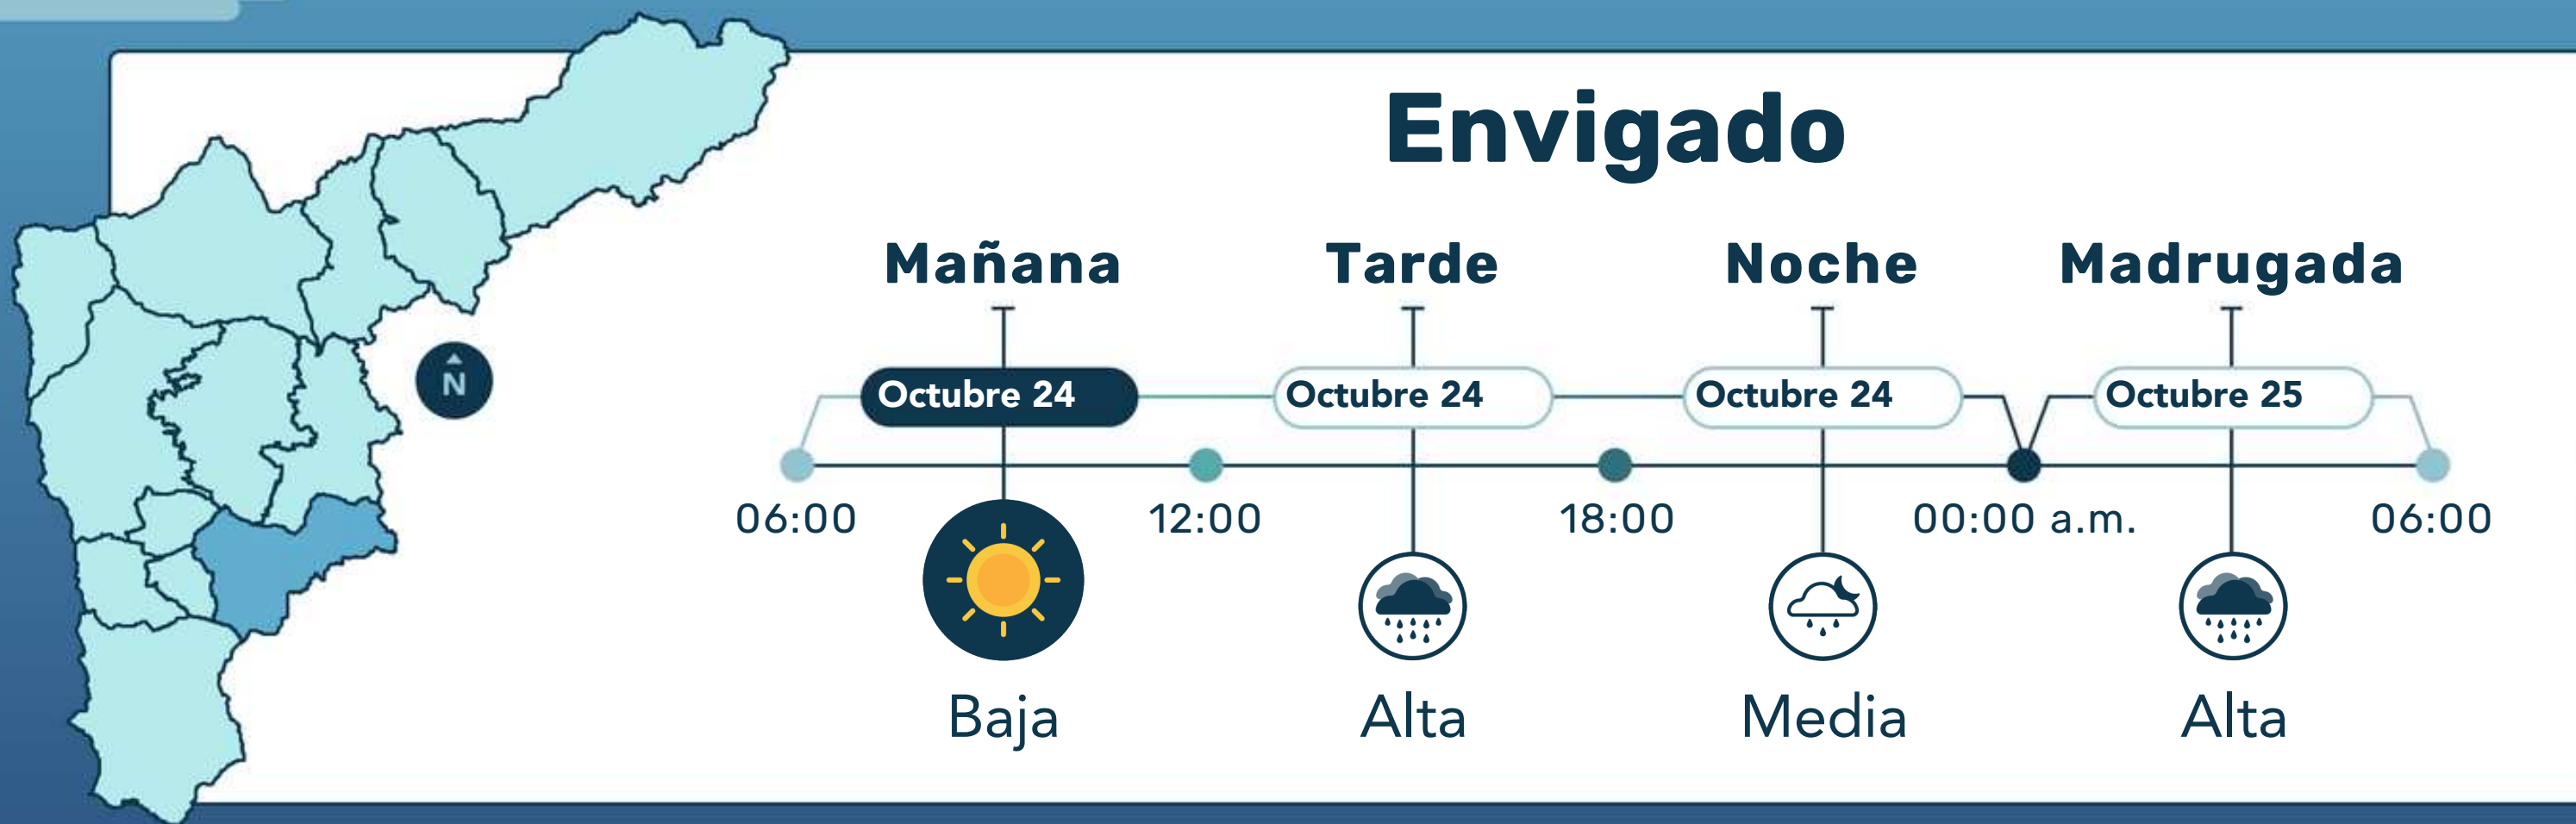 Envigado
Mañana Tarde Noche Madrugada
Octubre 24 Octubre 24 Octubre 24 Octubre 25
N
06:00 12:00 18:00 00:00 a.m. 06:00
Baja Alta Media Alta